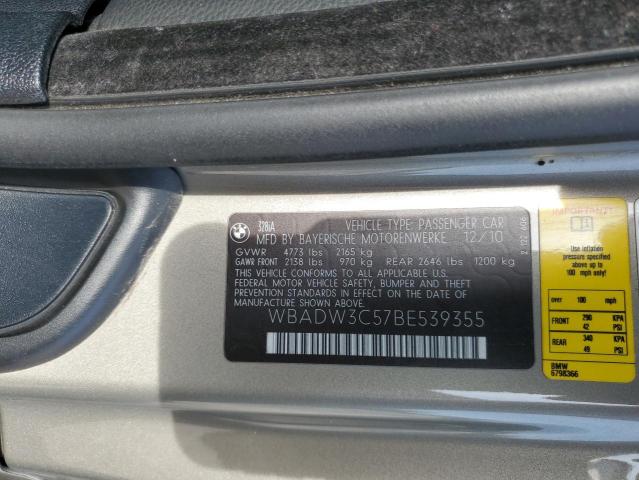 BMW
328iA
VEHICLE TYPE: PASSENGER CAR
MFD BY BAYERISCHE MOTORENWERKE 12/10
GVWR 4773 lbs 2165 kg
GAWR FRONT 2138 lbs 970 kg REAR 2646 lbs 1200 kg
THIS VEHICLE CONFORMS TO ALL APPLICABLE U.S.
FEDERAL MOTOR VEHICLE SAFETY, BUMPER, AND THEFT
PREVENTION STANDARDS IN EFFECT ON THE DATE OF
MANUFACTURE SHOWN ABOVE.
WBADW3C57BE539355
IMPORTANT:
Use inflation
pressure specified
for speeds
up to
100 mph only!
over 100 mph
FRONT 290 KPA
42 PSI
REAR 340 KPA
49 PSI
BMW
6798366